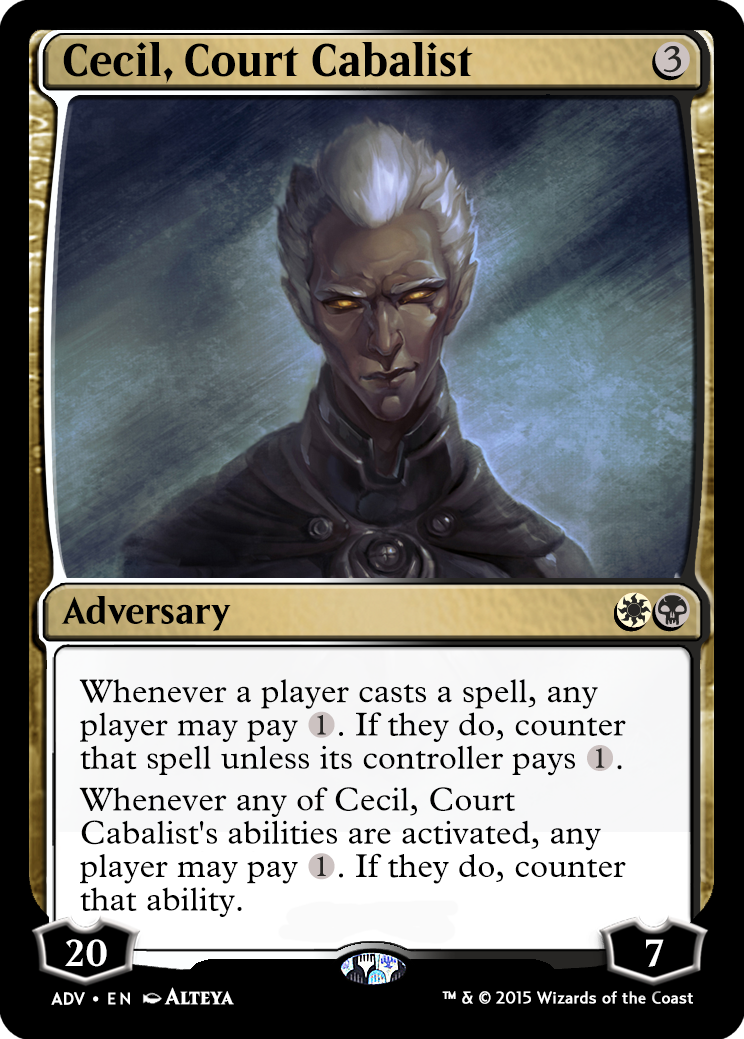 Cecil, Court Cabalist 3
Adversary
Whenever a player casts a spell, any
player may pay 1. If they do, counter
that spell unless its controller pays 1.
Whenever any of Cecil, Court
Cabalist's abilities are activated, any
player may pay 1. If they do, counter
that ability.
20
7
ADV • EN ALTEYA
™ & © 2015 Wizards of the Coast